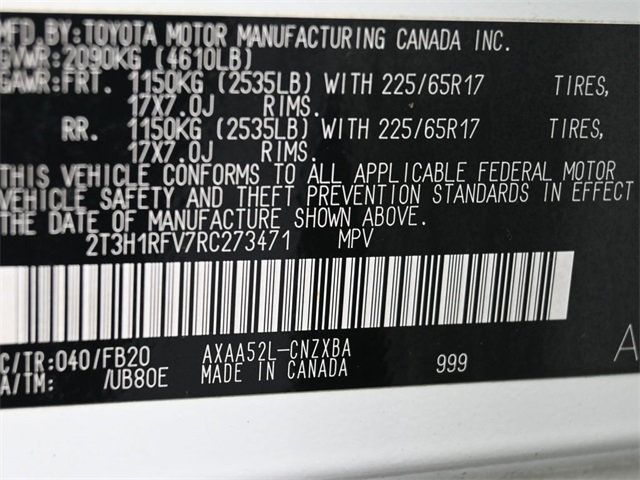 MFD.BY:TOYOTA MOTOR MANUFACTURING CANADA INC.
GVWR:2090KG (4610LB)
GAWR:FRT. 1150KG (2535LB) WITH 225/65R17 TIRES,
17X7.0J RIMS.
RR. 1150KG (2535LB) WITH 225/65R17 TIRES,
17X7.0J RIMS.
THIS VEHICLE CONFORMS TO ALL APPLICABLE FEDERAL MOTOR
VEHICLE SAFETY AND THEFT PREVENTION STANDARDS IN EFFECT
THE DATE OF MANUFACTURE SHOWN ABOVE.
2T3H1RFV7RC273471 MPV
C/TR:040/FB20 AXAA52L-CNZXBA 999 A
A/TM: /UB80E MADE IN CANADA